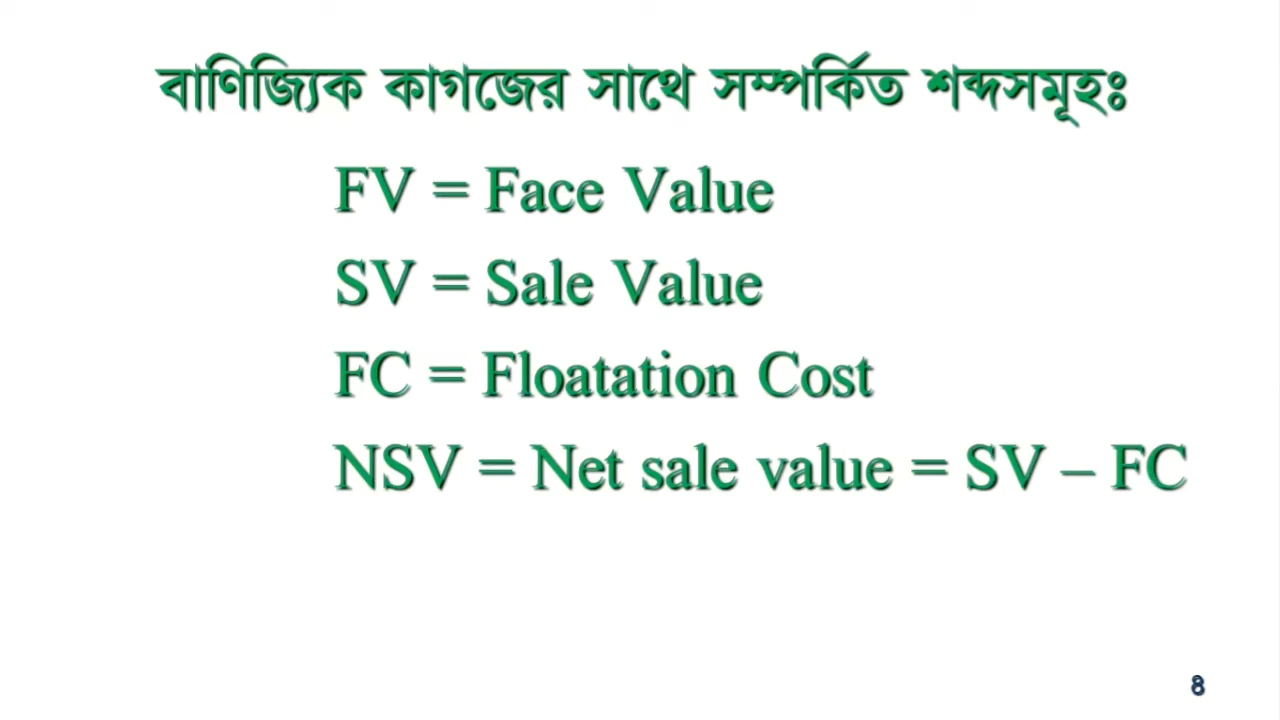 বাণিজ্যিক কাগজের সাথে সম্পর্কিত শব্দসমূহঃ
FV = Face Value
SV = Sale Value
FC = Floatation Cost
NSV = Net sale value = SV – FC
8